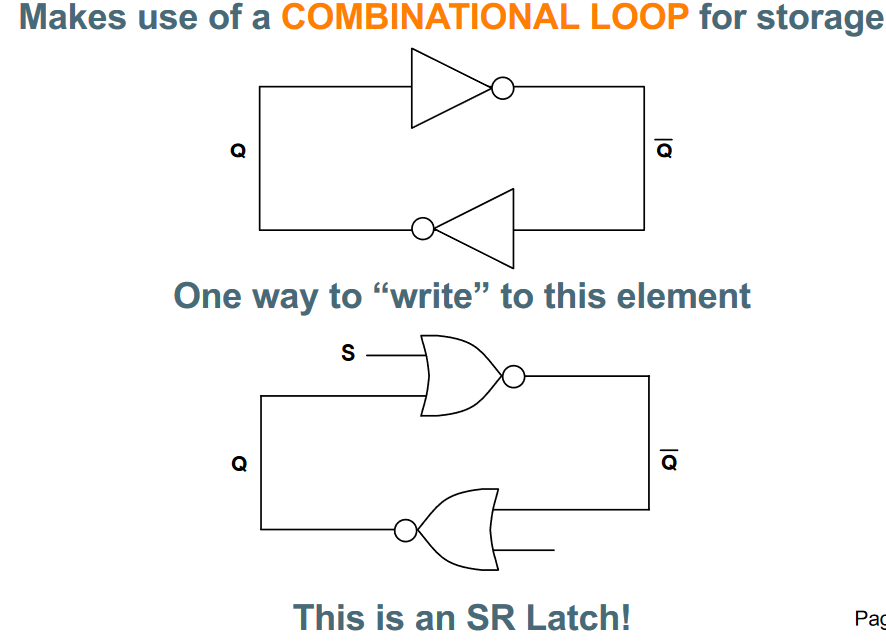 Makes use of a COMBINATIONAL LOOP for storage
Q
Q̅
One way to “write” to this element
S
Q
Q̅
This is an SR Latch!